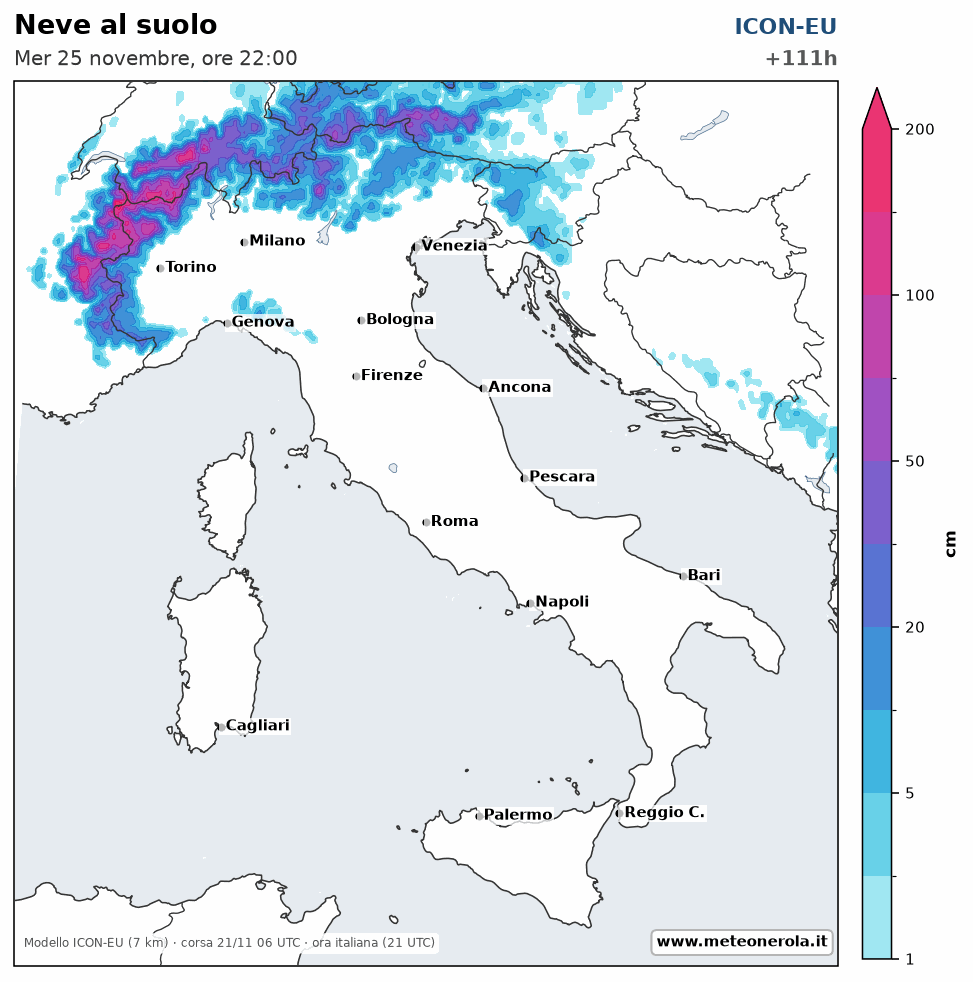 Neve al suolo
ICON-EU
Mer 25 novembre, ore 22:00
+111h
200
100
50
20
5
1
cm
Milano
Venezia
Torino
Genova
Bologna
Firenze
Ancona
Pescara
Roma
Bari
Napoli
Cagliari
Palermo
Reggio C.
Modello ICON-EU (7 km) · corsa 21/11 06 UTC · ora italiana (21 UTC)
www.meteonerola.it